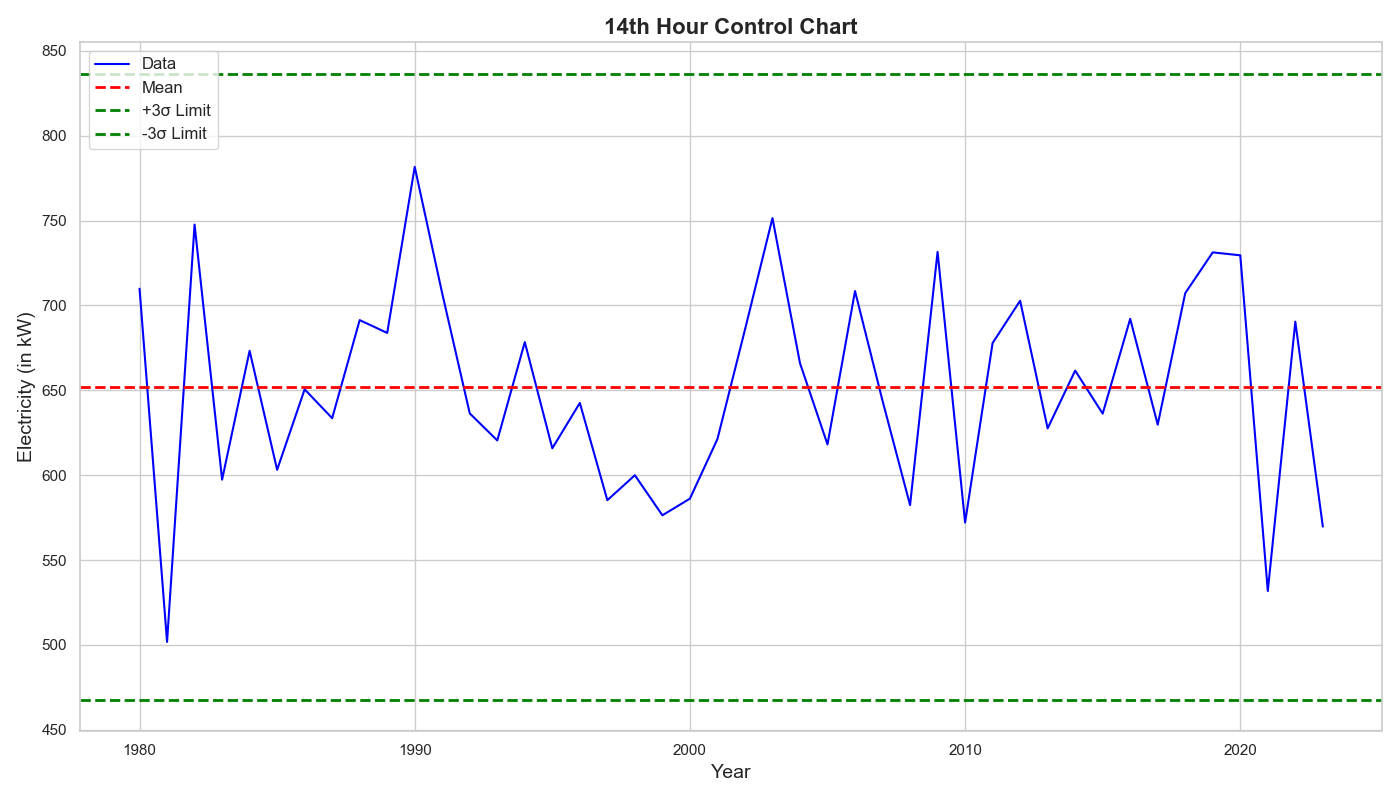 14th Hour Control Chart
Data
Mean
+3σ Limit
-3σ Limit
850
800
750
700
650
600
550
500
450
Electricity (in kW)
1980
1990
2000
2010
2020
Year